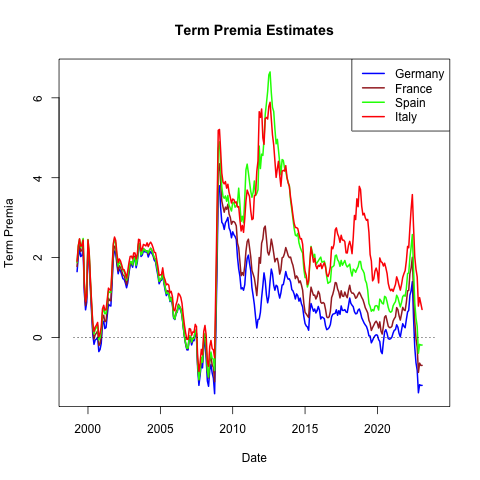 Term Premia Estimates
Germany
France
Spain
Italy
6
4
2
0
Term Premia
2000 2005 2010 2015 2020
Date